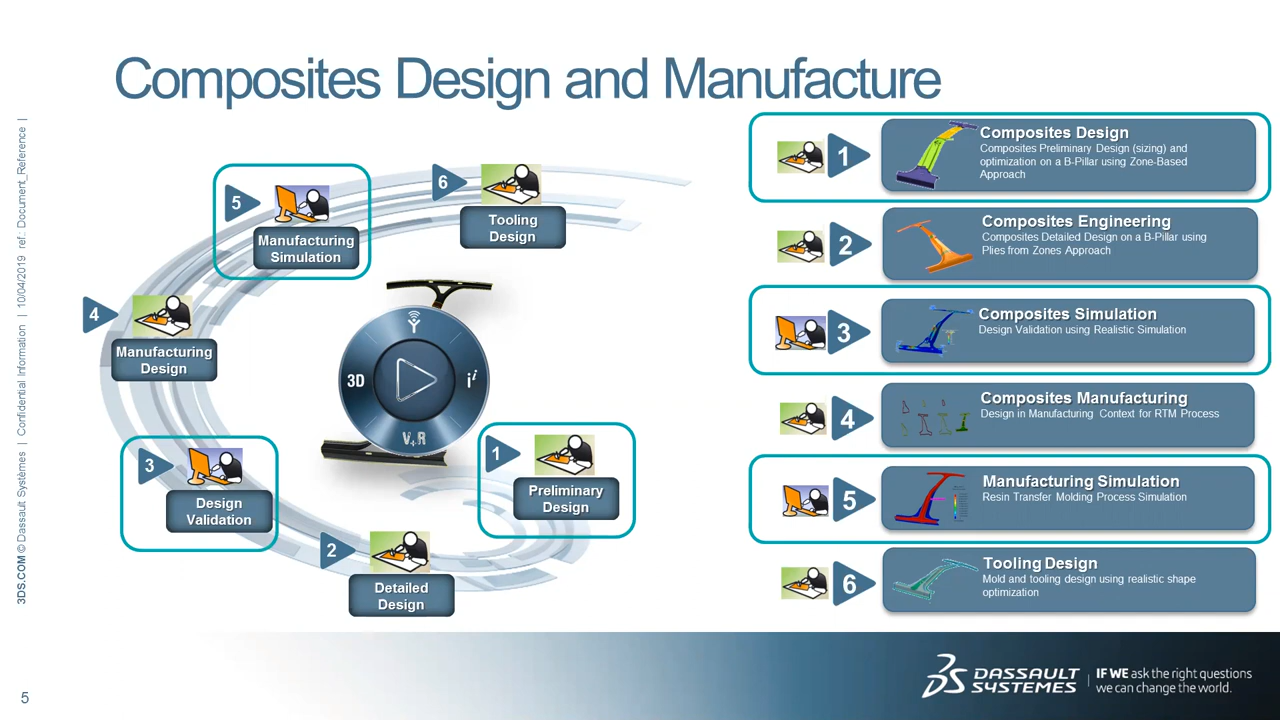 Composites Design and Manufacture
3DS.COM © Dassault Systèmes | Confidential Information | 10/04/2019 ref.: Document_Reference |
6
Tooling
Design
5
Manufacturing
Simulation
4
Manufacturing
Design
3D
V+R
3
Design
Validation
2
Detailed
Design
1
Preliminary
Design
1
Composites Design
Composites Preliminary Design (sizing) and
optimization on a B-Pillar using Zone-Based
Approach
2
Composites Engineering
Composites Detailed Design on a B-Pillar using
Plies from Zones Approach
3
Composites Simulation
Design Validation using Realistic Simulation
4
Composites Manufacturing
Design in Manufacturing Context for RTM Process
5
Manufacturing Simulation
Resin Transfer Molding Process Simulation
6
Tooling Design
Mold and tooling design using realistic shape
optimization
5
DASSAULT
SYSTEMES
IF WE ask the right questions
we can change the world.